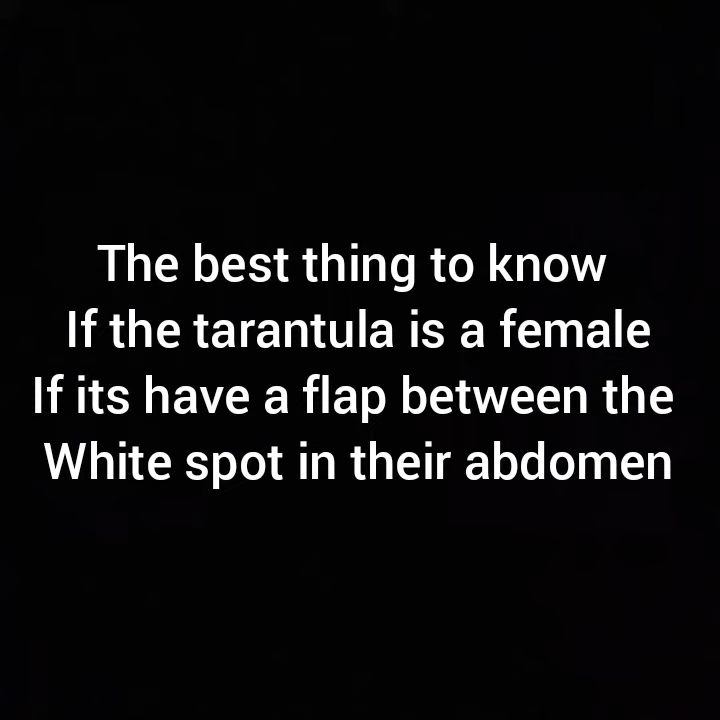 The best thing to know
If the tarantula is a female
If its have a flap between the
White spot in their abdomen